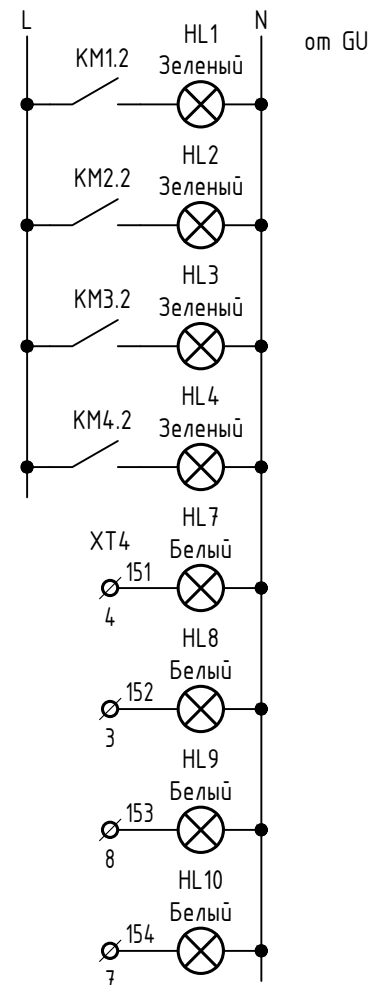 L
N
от GU
HL1
KM1.2
Зеленый
HL2
KM2.2
Зеленый
HL3
KM3.2
Зеленый
HL4
KM4.2
Зеленый
HL7
XT4
Белый
151
4
HL8
Белый
152
3
HL9
Белый
153
8
HL10
Белый
154
7